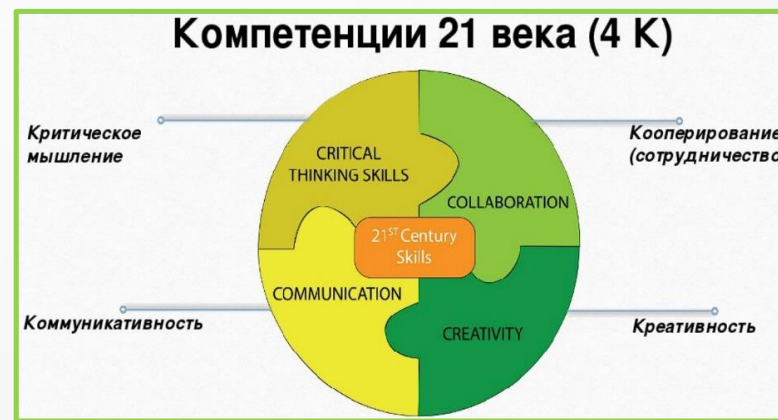 Компетенции 21 века (4 К)
Критическое
мышление
Кооперирование
(сотрудничество
CRITICAL
THINKING SKILLS
COLLABORATION
21ST Century
Skills
COMMUNICATION
CREATIVITY
Коммуникативность
Креативность